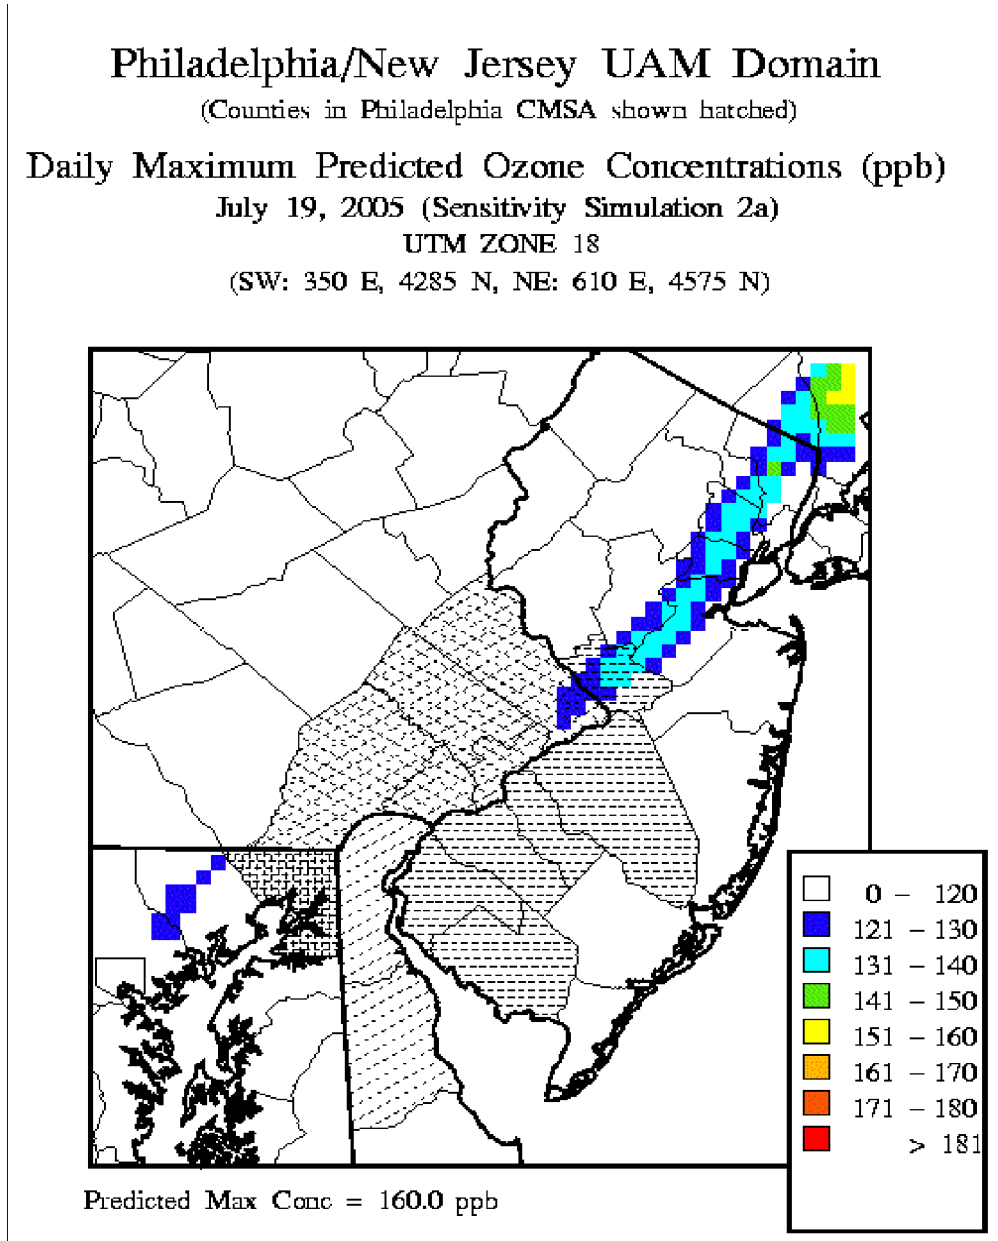 Philadelphia/New Jersey UAM Domain
(Counties in Philadelphia CMSA shown hatched)
Daily Maximum Predicted Ozone Concentrations (ppb)
July 19, 2005 (Sensitivity Simulation 2a)
UTM ZONE 18
(SW: 350 E, 4285 N, NE: 610 E, 4575 N)
0 - 120
121 - 130
131 - 140
141 - 150
151 - 160
161 - 170
171 - 180
> 181
Predicted Max Conc = 160.0 ppb